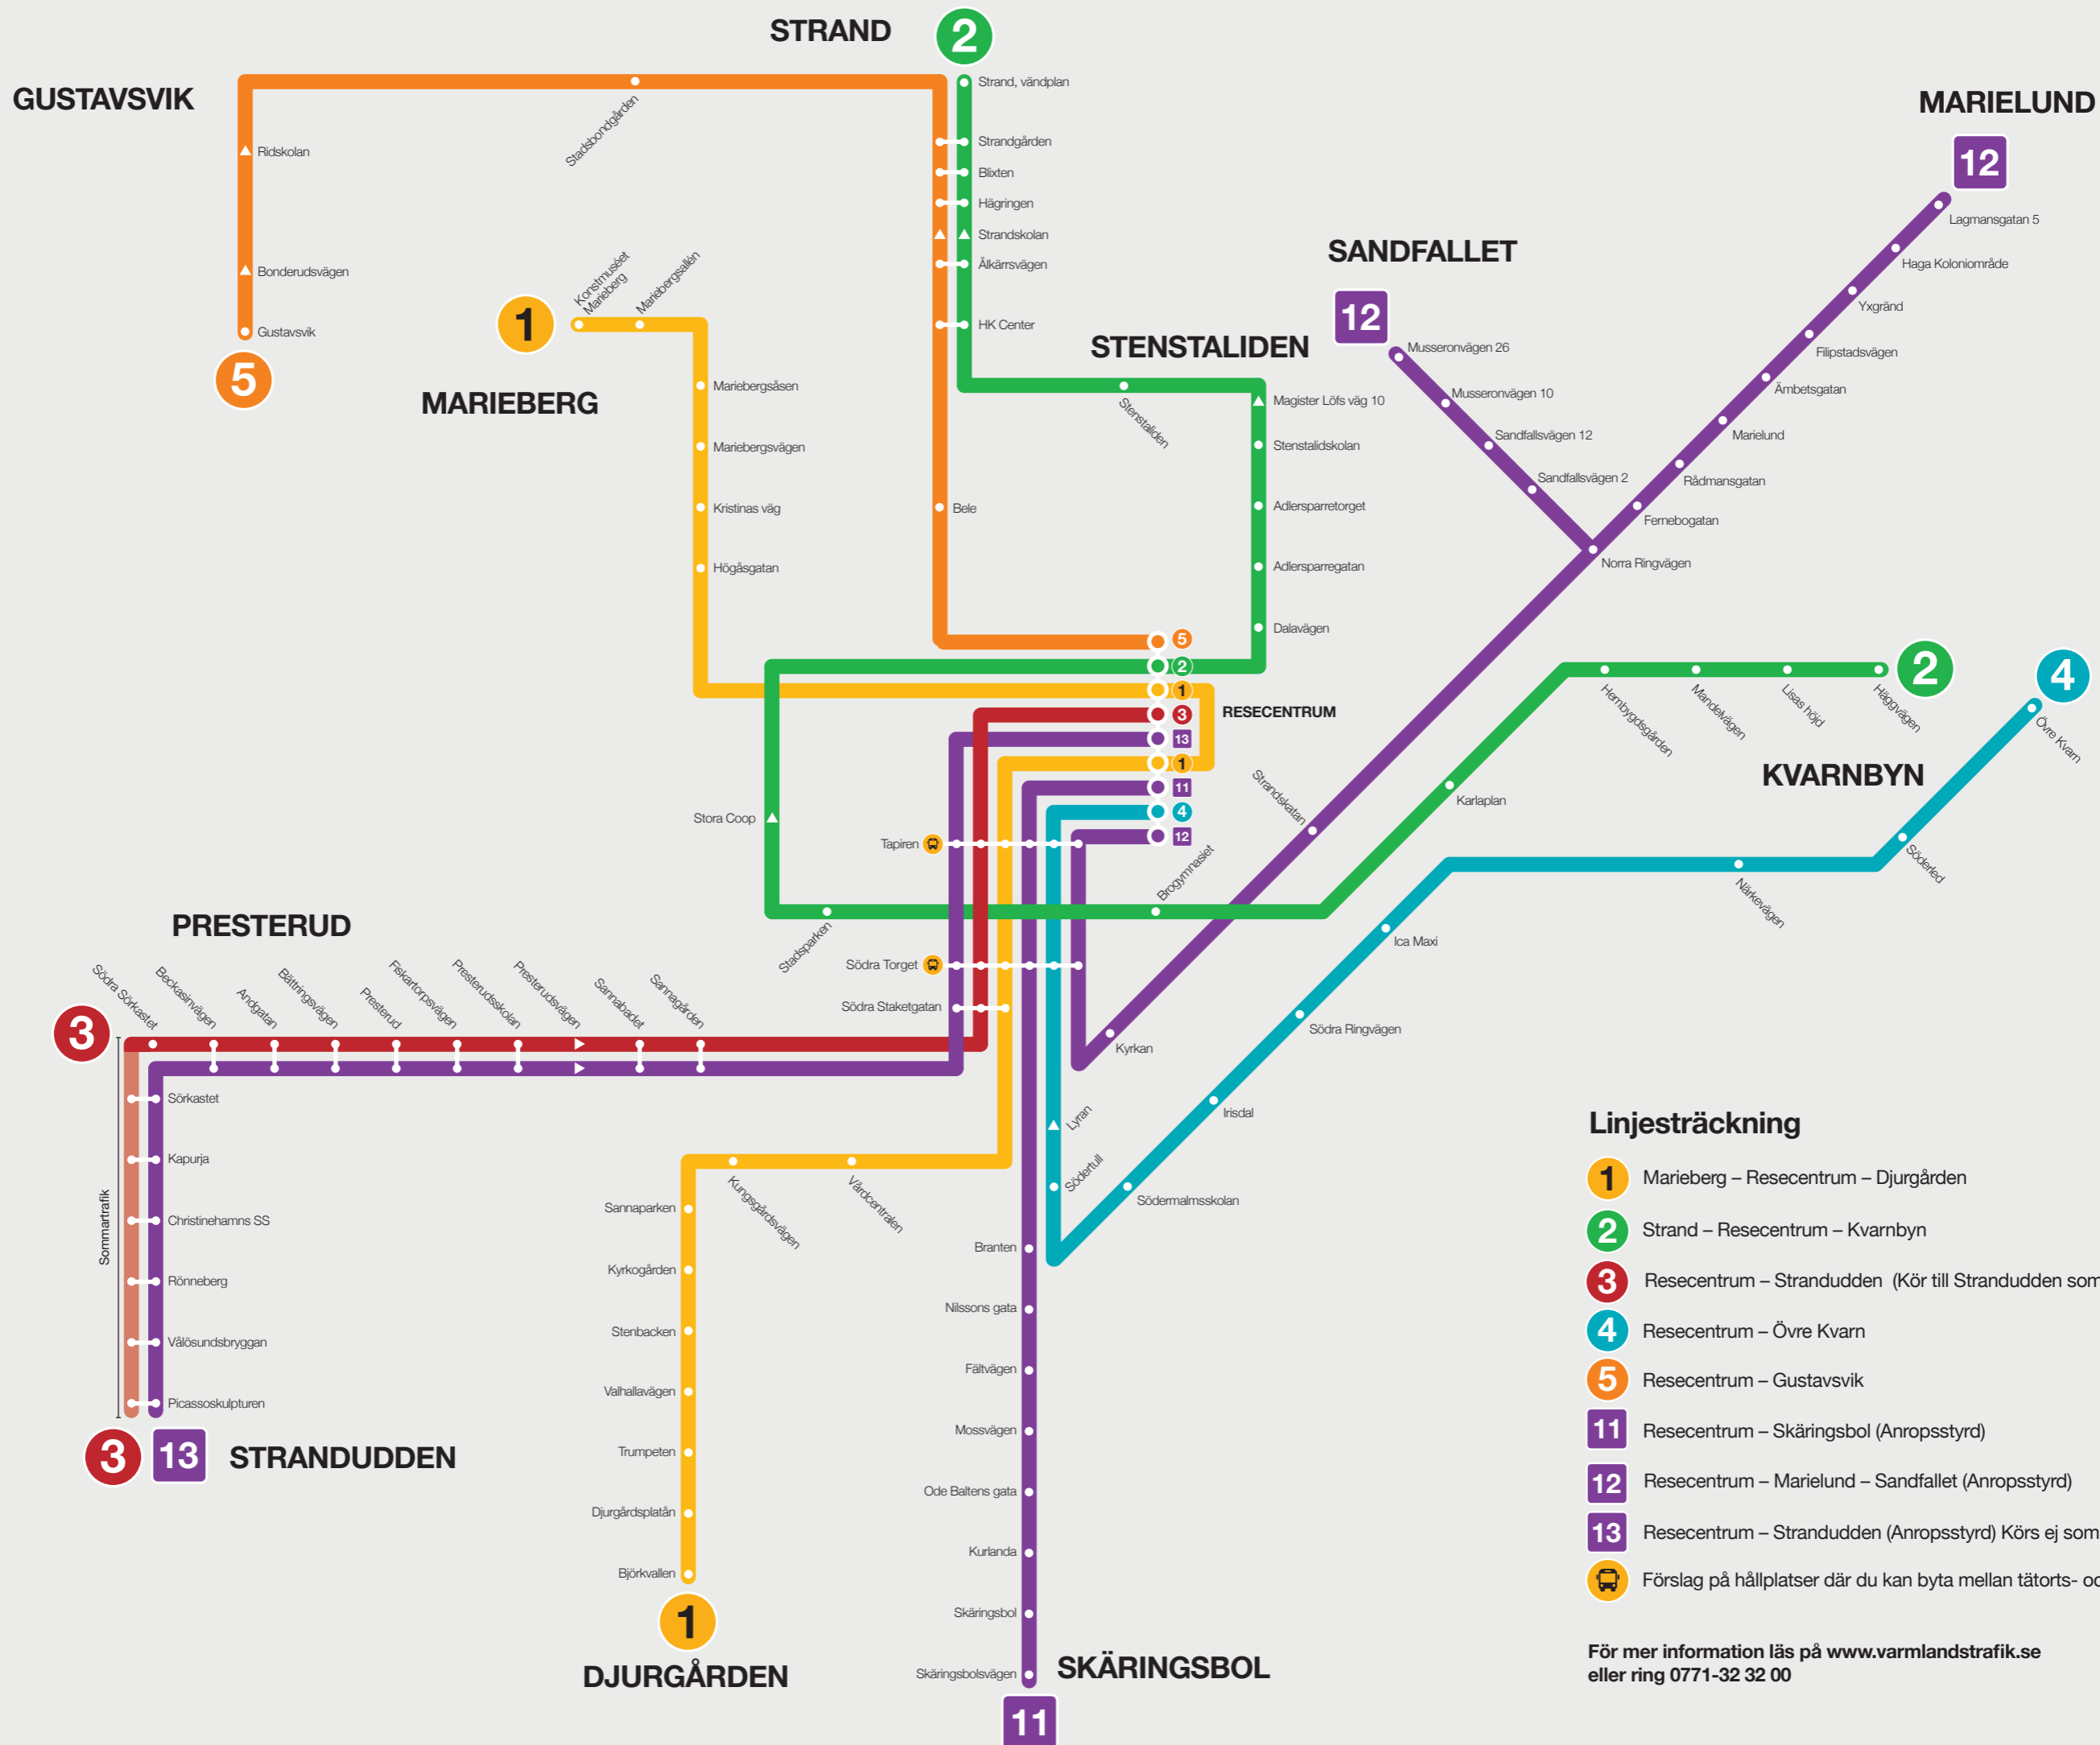 STRAND
2
GUSTAVSVIK
Strand, vändplan
Strandgården
Blixten
Hägringen
Strandskolan
Ålkärrsvägen
HK Center
Stadsbondgården
Ridskolan
Bonderudsvägen
Gustavsvik
5
MARIELUND
12
Lagmansgatan 5
Haga Koloniområde
Yxgränd
Filipstadsvägen
Ämbetsgatan
Marielund
Rådmansgatan
Fernebogatan
Norra Ringvägen
SANDFALLET
12
Musseronvägen 26
Musseronvägen 10
Sandfallsvägen 12
Sandfallsvägen 2
1
Konstmuséet
Marieberg
Mariebergsallén
MARIEBERG
Mariebergsåsen
Mariebergsvägen
Kristinas väg
Högåsgatan
Bele
STENSTALIDEN
Stenstaliden
Magister Löfs väg 10
Stenstalidskolan
Adlersparretorget
Adlersparregatan
Dalavägen
5
2
1
3
13
1
11
4
12
RESECENTRUM
Strandskatan
Hembygdsgården
Mandelvägen
Lisas höjd
Häggvägen
2
4
KVARNBYN
Karlaplan
Övre Kvarn
Söderled
Närkevägen
Ica Maxi
Södra Ringvägen
Irisdal
Södermalmsskolan
Södertull
Lyran
Kyrkan
Brogymnasiet
Stora Coop
Tapiren
Stadsparken
Södra Torget
Södra Staketgatan
PRESTERUD
3
Södra Sörkastet
Beckasinvägen
Andgatan
Bättringsvägen
Presterud
Fiskartorpsvägen
Presterudsskolan
Presterudsvägen
Sannabadet
Sannagården
Sommartrafik
Sörkastet
Kapurja
Christinehamns SS
Rönneberg
Vålösundsbryggan
Picassoskulpturen
3
13
STRANDUDDEN
Kungsgårdsvägen
Vårdcentralen
Sannaparken
Kyrkogården
Stenbacken
Valhallavägen
Trumpeten
Djurgårdsplatån
Björkvallen
1
DJURGÅRDEN
Branten
Nilssons gata
Fältvägen
Mossvägen
Ode Baltens gata
Kurlanda
Skäringsbol
Skäringsbolsvägen
SKÄRINGSBOL
11
Linjesträckning
1 Marieberg – Resecentrum – Djurgården
2 Strand – Resecentrum – Kvarnbyn
3 Resecentrum – Strandudden (Kör till Strandudden som
4 Resecentrum – Övre Kvarn
5 Resecentrum – Gustavsvik
11 Resecentrum – Skäringsbol (Anropsstyrd)
12 Resecentrum – Marielund – Sandfallet (Anropsstyrd)
13 Resecentrum – Strandudden (Anropsstyrd) Körs ej som
Förslag på hållplatser där du kan byta mellan tätorts- oc
För mer information läs på www.varmlandstrafik.se
eller ring 0771-32 32 00